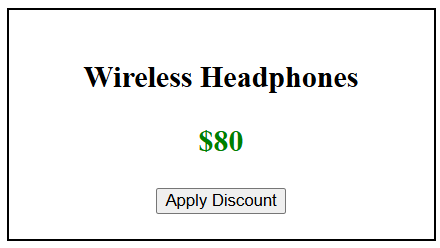 Wireless Headphones
$80
Apply Discount